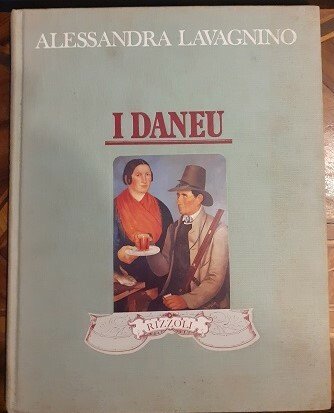 ALESSANDRA LAVAGNINO
I DANEU
RIZZOLI